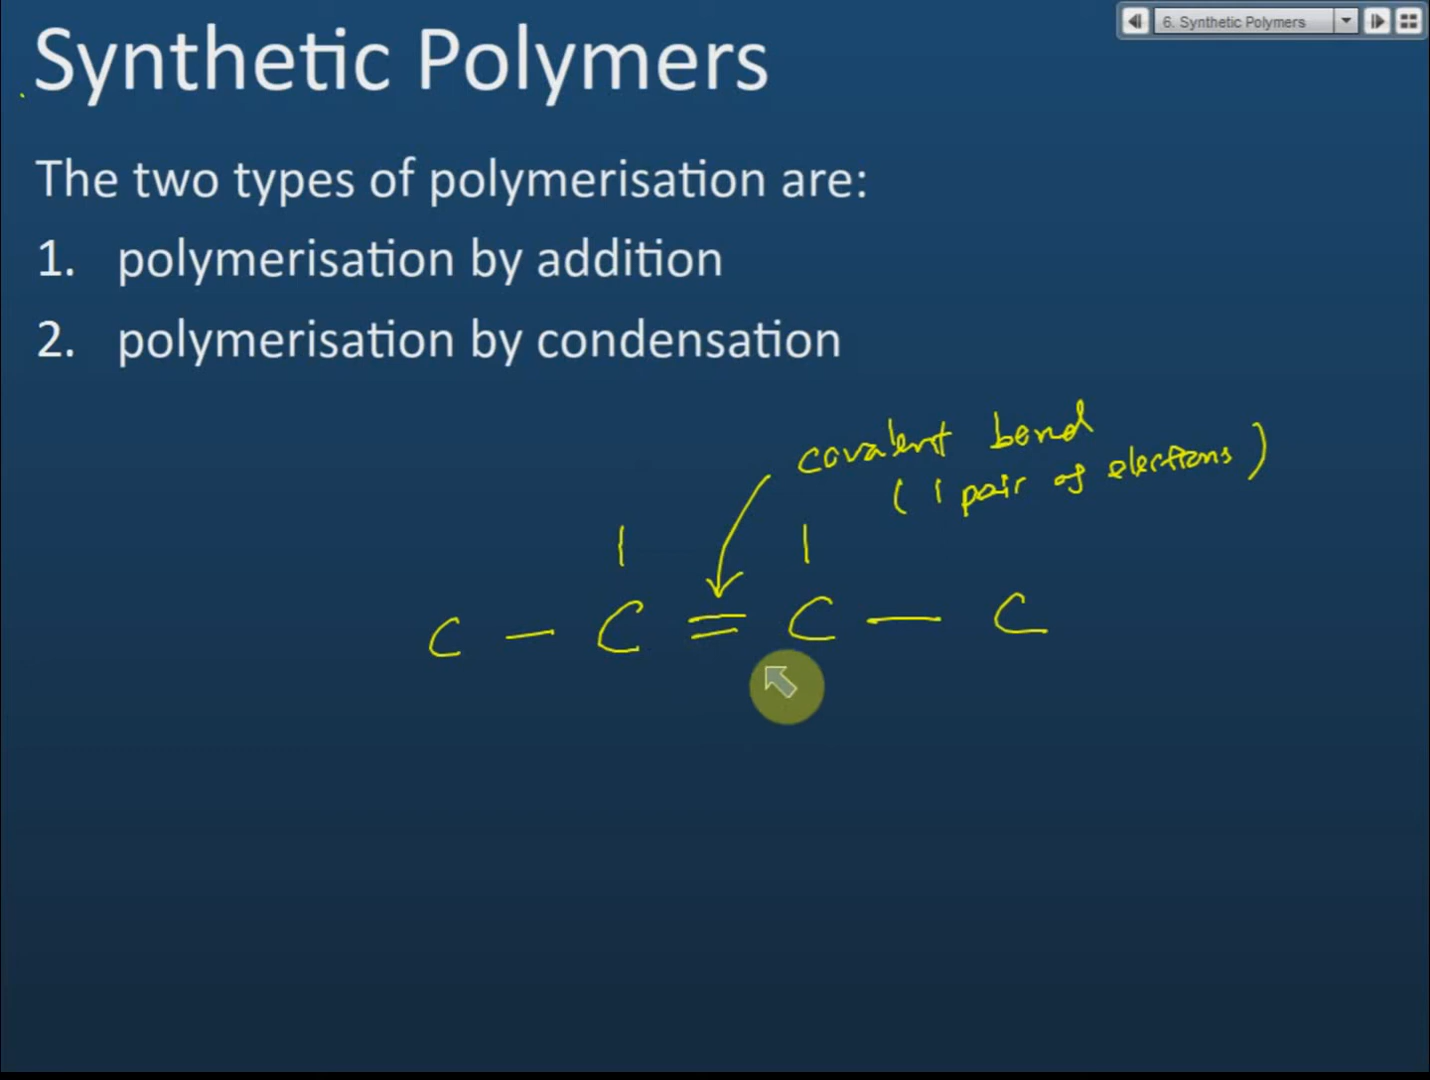 6. Synthetic Polymers
Synthetic Polymers
The two types of polymerisation are:
1. polymerisation by addition
2. polymerisation by condensation
covalent bond
(1 pair of electrons)
C - C = C - C